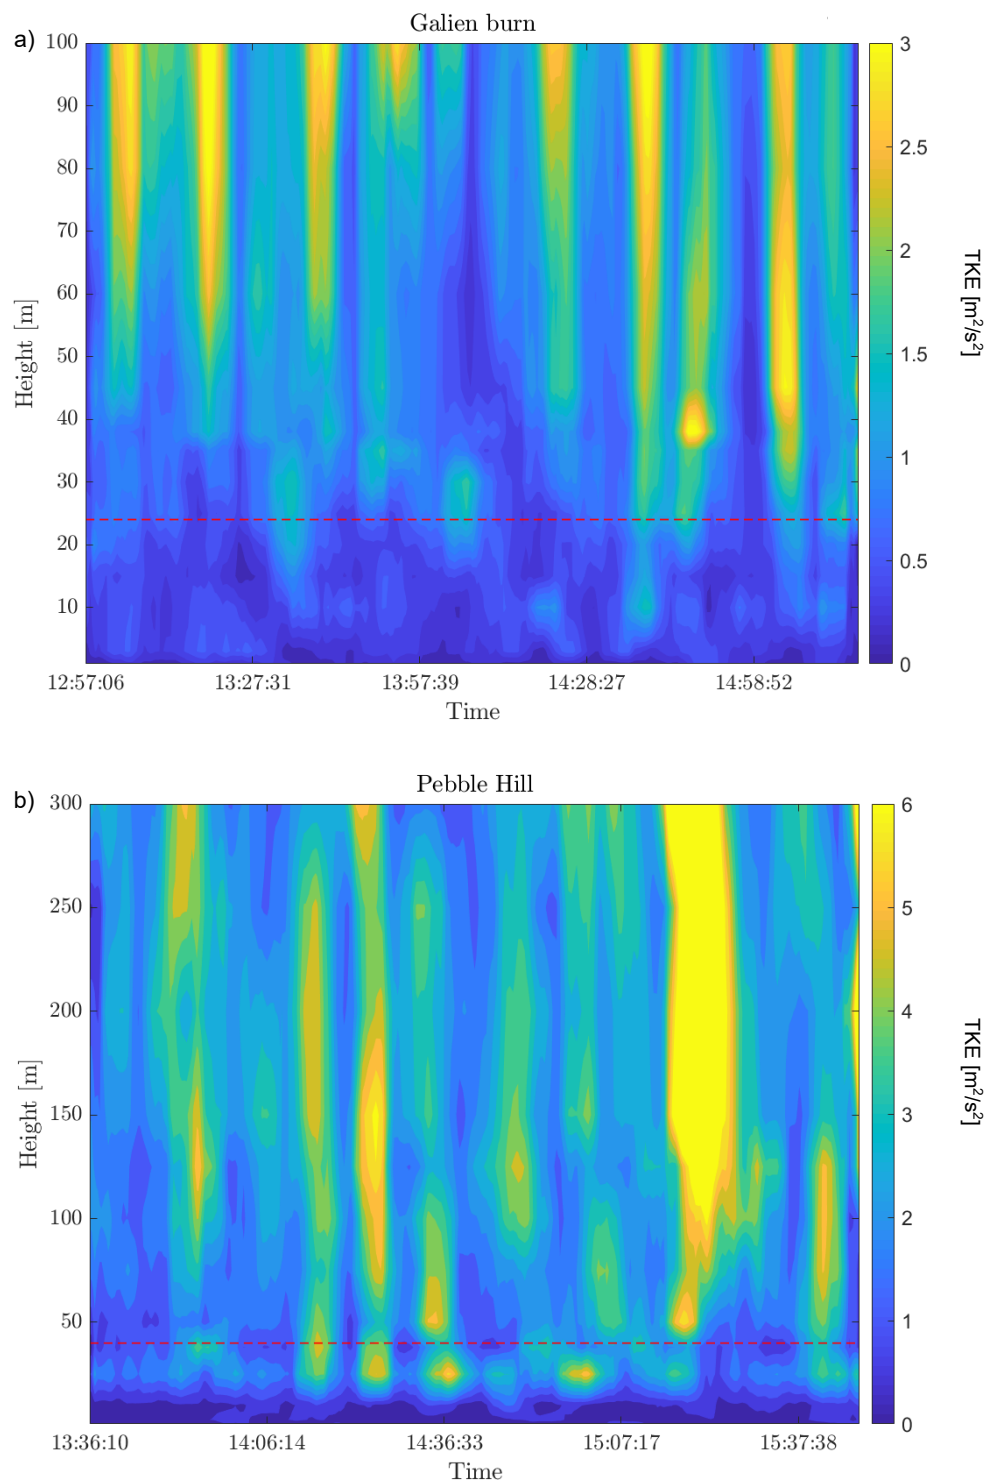 Galien burn
a)
100
90
80
70
60
50
40
30
20
10
Height [m]
12:57:06 13:27:31 13:57:39 14:28:27 14:58:52
Time
3
2.5
2
1.5
1
0.5
0
TKE [m²/s²]
Pebble Hill
b)
300
250
200
150
100
50
Height [m]
13:36:10 14:06:14 14:36:33 15:07:17 15:37:38
Time
6
5
4
3
2
1
0
TKE [m²/s²]